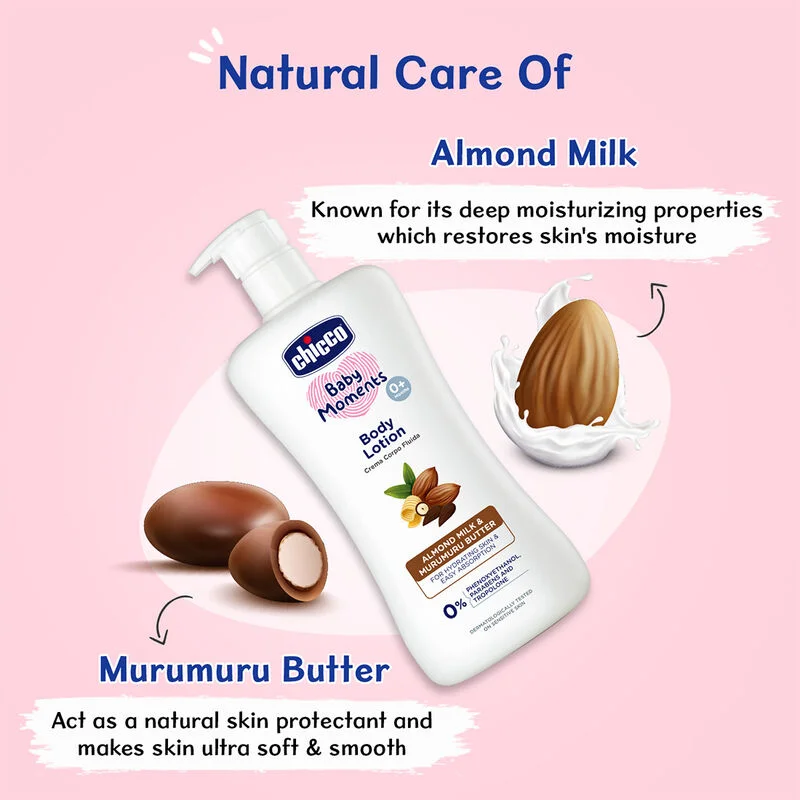 Natural Care Of
Almond Milk
Known for its deep moisturizing properties
which restores skin's moisture
chicco
Baby
Moments
0+
months
Body
Lotion
Crema Corpo Fluida
ALMOND MILK &
MURUMURU BUTTER
FOR HYDRATING SKIN &
EASY ABSORPTION
0%
PHENOXYETHANOL,
PARABENS AND
TROPOLONE
DERMATOLOGICALLY TESTED
ON SENSITIVE SKIN
Murumuru Butter
Act as a natural skin protectant and
makes skin ultra soft & smooth